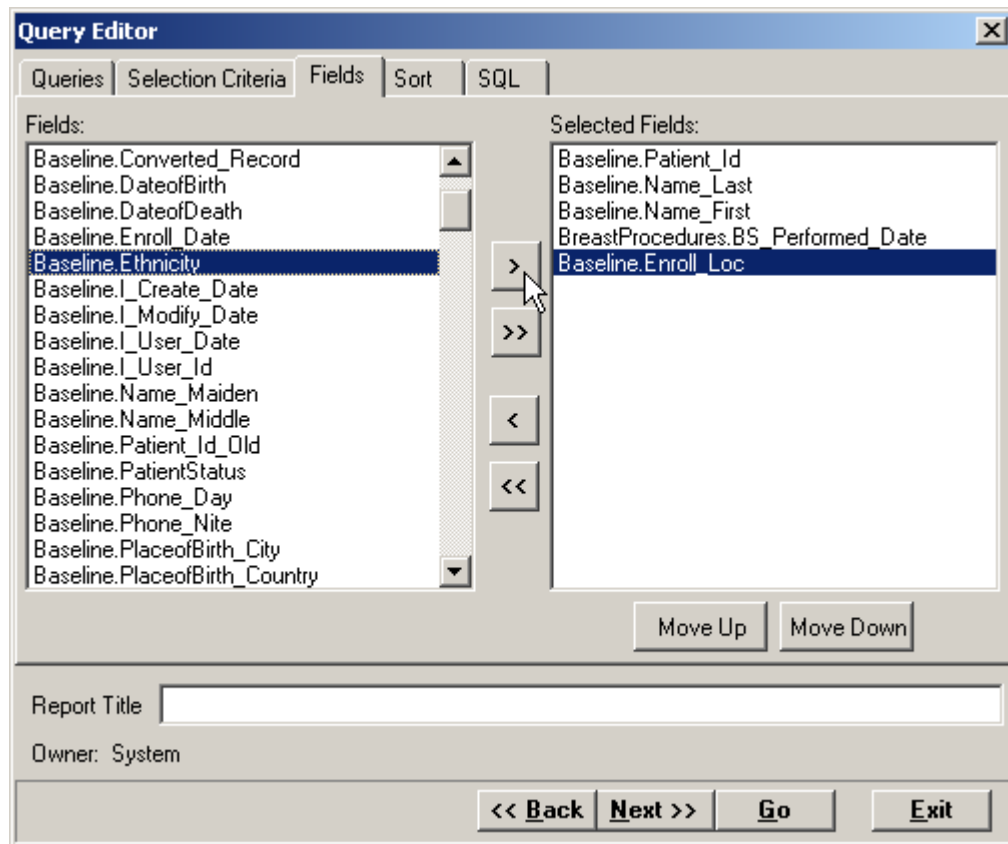 Query Editor
Queries Selection Criteria Fields Sort SQL
Fields:
Baseline.Converted_Record
Baseline.DateofBirth
Baseline.DateofDeath
Baseline.Enroll_Date
Baseline.Ethnicity
Baseline.I_Create_Date
Baseline.I_Modify_Date
Baseline.I_User_Date
Baseline.I_User_Id
Baseline.Name_Maiden
Baseline.Name_Middle
Baseline.Patient_Id_Old
Baseline.PatientStatus
Baseline.Phone_Day
Baseline.Phone_Nite
Baseline.PlaceofBirth_City
Baseline.PlaceofBirth_Country
>
>>
<
<<
Selected Fields:
Baseline.Patient_Id
Baseline.Name_Last
Baseline.Name_First
BreastProcedures.BS_Performed_Date
Baseline.Enroll_Loc
Move Up Move Down
Report Title
Owner: System
<< Back Next >> Go Exit